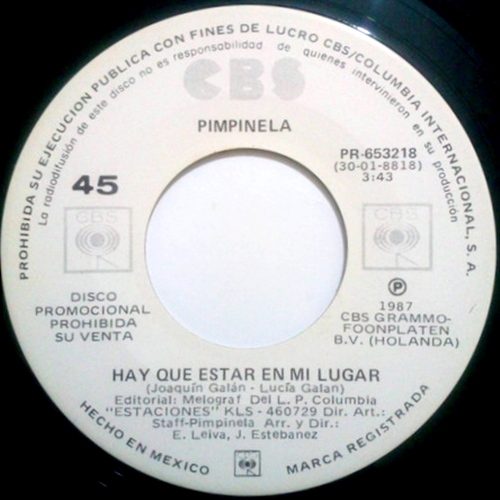 PROHIBIDA SU EJECUCION PUBLICA CON FINES DE LUCRO CBS/COLUMBIA INTERNACIONAL, S. A.
La radiodifusión de este disco no es responsabilidad de quienes intervinieron en su producción
CBS
PIMPINELA
PR-653218
(30-01-8818)
3:43
45
CBS
CBS
DISCO
PROMOCIONAL
PROHIBIDA
SU VENTA
P
1987
CBS GRAMMO-
FOONPLATEN
B.V. (HOLANDA)
HAY QUE ESTAR EN MI LUGAR
(Joaquín Galán - Lucía Galan)
Editorial: Melograf Del L.P. Columbia
"ESTACIONES" KLS - 460729 Dir. Art.:
Staff-Pimpinela Arr. y Dir.:
E. Leiva, J. Estebanez
HECHO EN MEXICO
MARCA REGISTRADA